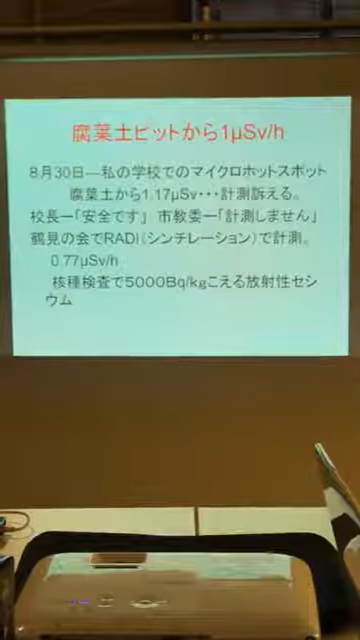 腐葉土ピットから1μSv/h
8月30日―私の学校でのマイクロホットスポット
腐葉土から1.17μSv・・・計測訴える。
校長―「安全です」 市教委―「計測しません」
鶴見の会でRADI（シンチレーション）で計測。
0.77μSv/h
核種検査で5000Bq/kgこえる放射性セシ
ウム